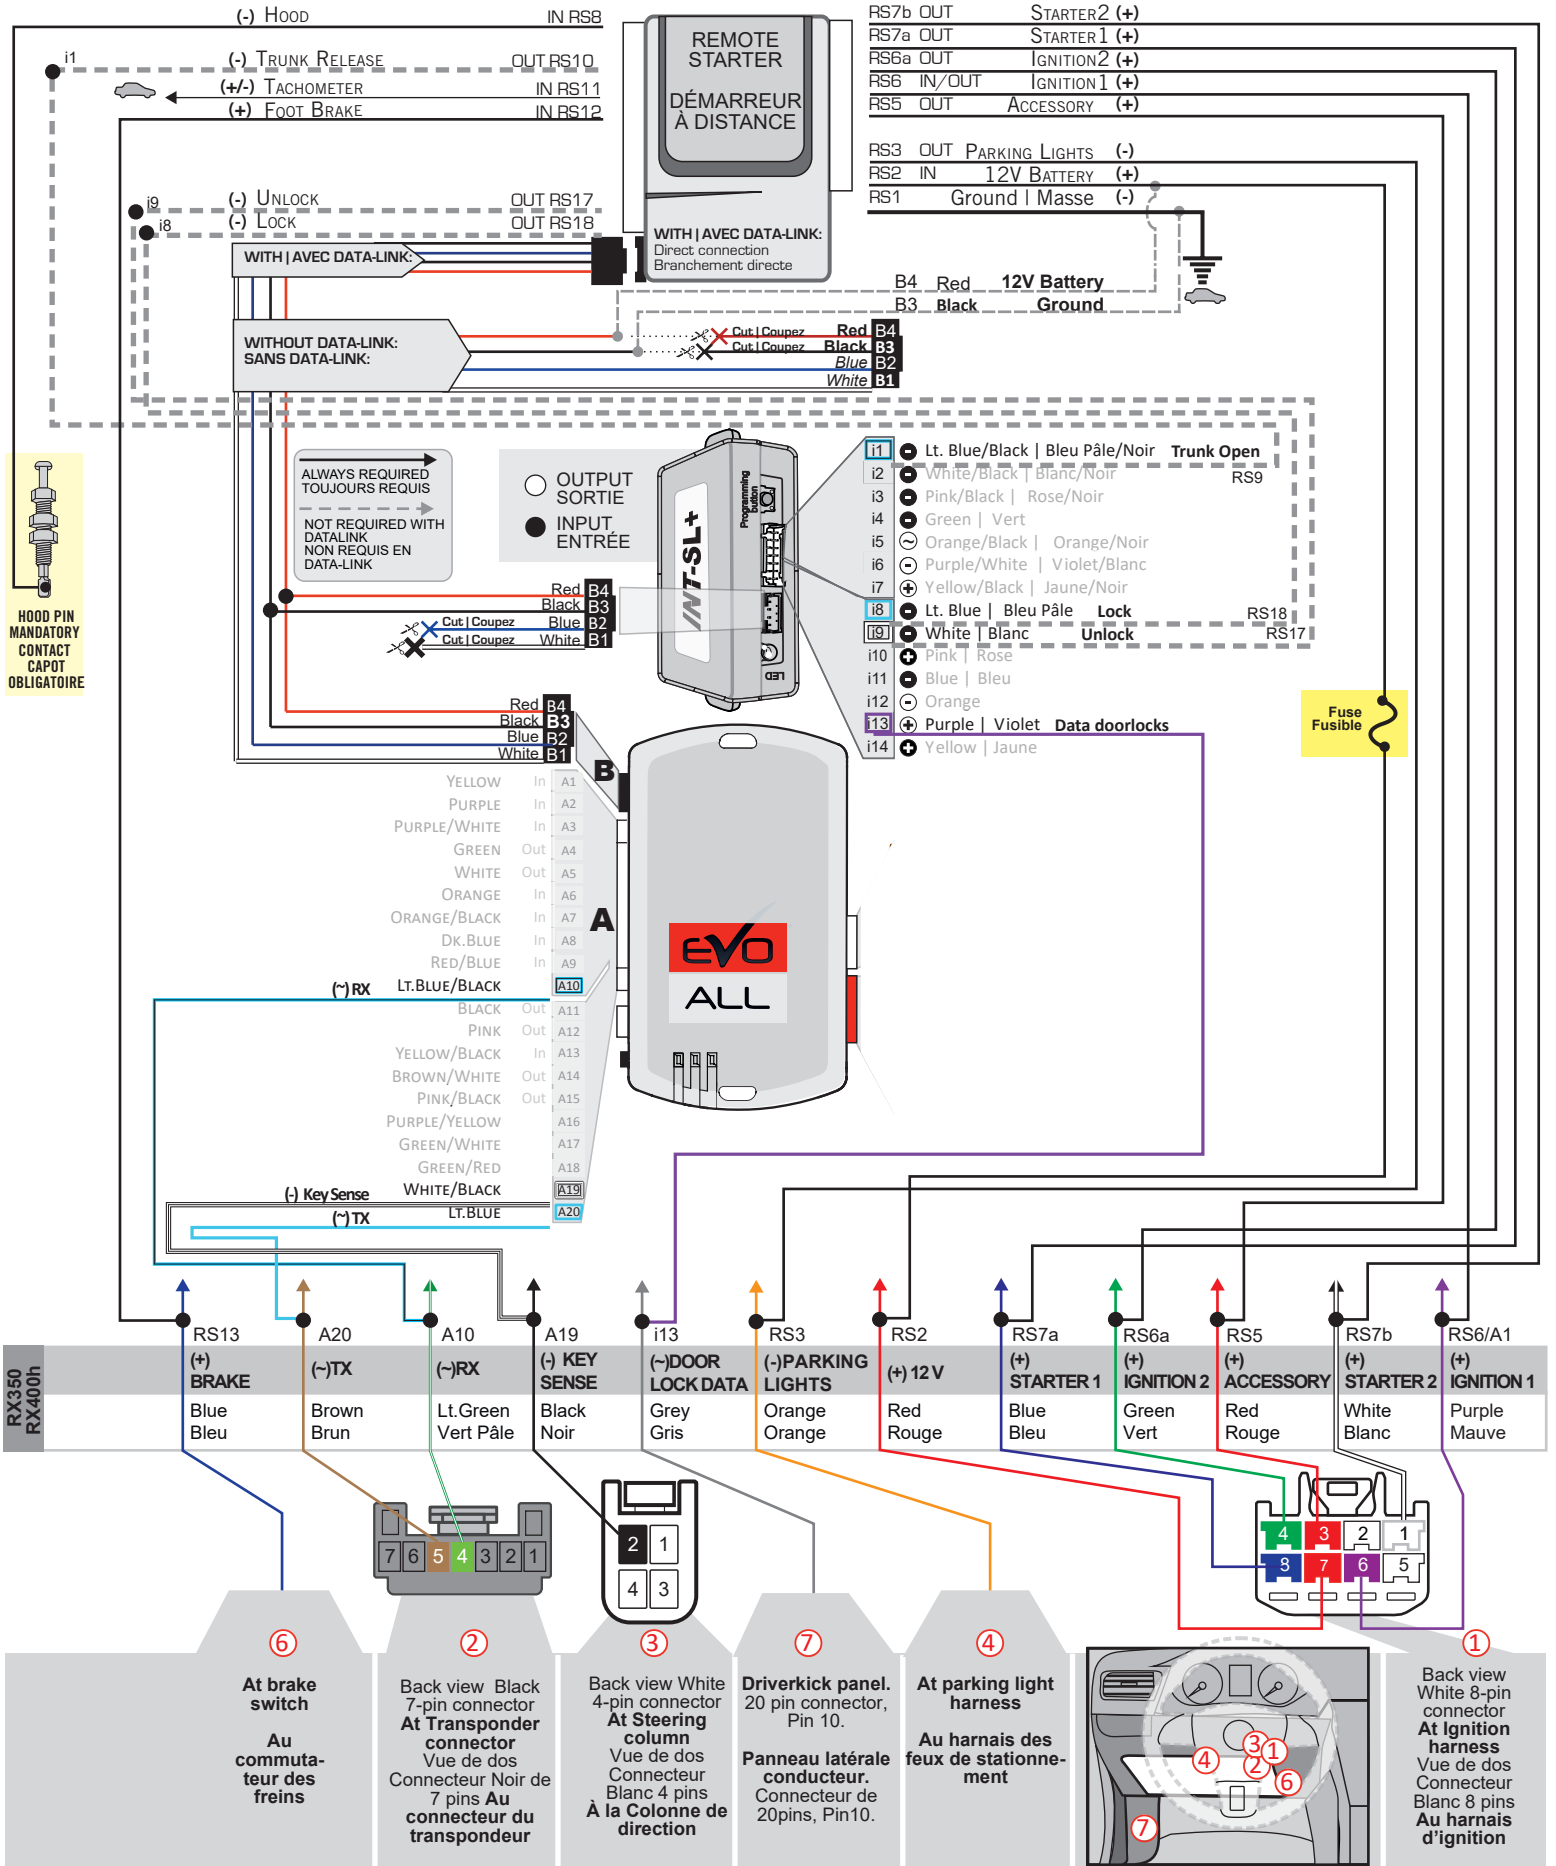 (-) HOOD IN RS8
i1
(-) TRUNK RELEASE OUT RS10
(+/-) TACHOMETER IN RS11
(+) FOOT BRAKE IN RS12
i9
(-) UNLOCK OUT RS17
i8
(-) LOCK OUT RS18
REMOTE
STARTER
DÉMARREUR
À DISTANCE
WITH | AVEC DATA-LINK:
Direct connection
Branchement directe
RS7b OUT STARTER2 (+)
RS7a OUT STARTER1 (+)
RS6a OUT IGNITION2 (+)
RS6 IN/OUT IGNITION1 (+)
RS5 OUT ACCESSORY (+)
RS3 OUT PARKING LIGHTS (-)
RS2 IN 12V BATTERY (+)
RS1 Ground | Masse (-)
WITH | AVEC DATA-LINK:
B4 Red 12V Battery
B3 Black Ground
WITHOUT DATA-LINK:
SANS DATA-LINK:
Cut | Coupez Red B4
Cut | Coupez Black B3
Blue B2
White B1
ALWAYS REQUIRED
TOUJOURS REQUIS
NOT REQUIRED WITH
DATALINK
NON REQUIS EN
DATA-LINK
OUTPUT
SORTIE
INPUT
ENTRÉE
HOOD PIN
MANDATORY
CONTACT
CAPOT
OBLIGATOIRE
Programming
button
INT-SL+
LED
i1 Lt. Blue/Black | Bleu Pâle/Noir Trunk Open
i2 White/Black | Blanc/Noir RS9
i3 Pink/Black | Rose/Noir
i4 Green | Vert
i5 Orange/Black | Orange/Noir
i6 Purple/White | Violet/Blanc
i7 Yellow/Black | Jaune/Noir
i8 Lt. Blue | Bleu Pâle Lock RS18
i9 White | Blanc Unlock RS17
i10 Pink | Rose
i11 Blue | Bleu
i12 Orange
i13 Purple | Violet Data doorlocks
i14 Yellow | Jaune
Red B4
Black B3
Cut | Coupez Blue B2
Cut | Coupez White B1
Fuse
Fusible
Red B4
Black B3
Blue B2
White B1
B
YELLOW In A1
PURPLE In A2
PURPLE/WHITE In A3
GREEN Out A4
WHITE Out A5
ORANGE In A6
ORANGE/BLACK In A7
DK.BLUE In A8
RED/BLUE In A9
(~) RX LT.BLUE/BLACK A10
BLACK Out A11
PINK Out A12
YELLOW/BLACK In A13
BROWN/WHITE Out A14
PINK/BLACK Out A15
PURPLE/YELLOW A16
GREEN/WHITE A17
GREEN/RED A18
(-) Key Sense WHITE/BLACK A19
(~) TX LT.BLUE A20
A
EVO
ALL
RS13 A20 A10 A19 i13 RS3 RS2 RS7a RS6a RS5 RS7b RS6/A1
RX350
RX400h
(+)
BRAKE
(~)TX
(~)RX
(-) KEY
SENSE
(~)DOOR
LOCK DATA
(-)PARKING
LIGHTS
(+) 12 V
(+)
STARTER 1
(+)
IGNITION 2
(+)
ACCESSORY
(+)
STARTER 2
(+)
IGNITION 1
Blue Brown Lt.Green Black Grey Orange Red Blue Green Red White Purple
Bleu Brun Vert Pâle Noir Gris Orange Rouge Bleu Vert Rouge Blanc Mauve
7 6 5 4 3 2 1
2 1
4 3
4 3 2 1
8 7 6 5
6
At brake
switch
Au
commuta-
teur des
freins
2
Back view Black
7-pin connector
At Transponder
connector
Vue de dos
Connecteur Noir de
7 pins Au
connecteur du
transpondeur
3
Back view White
4-pin connector
At Steering
column
Vue de dos
Connecteur
Blanc 4 pins
À la Colonne de
direction
7
Driverkick panel.
20 pin connector,
Pin 10.
Panneau latérale
conducteur.
Connecteur de
20pins, Pin10.
4
At parking light
harness
Au harnais des
feux de stationne-
ment
3
1
4
2
6
7
1
Back view
White 8-pin
connector
At Ignition
harness
Vue de dos
Connecteur
Blanc 8 pins
Au harnais
d'ignition